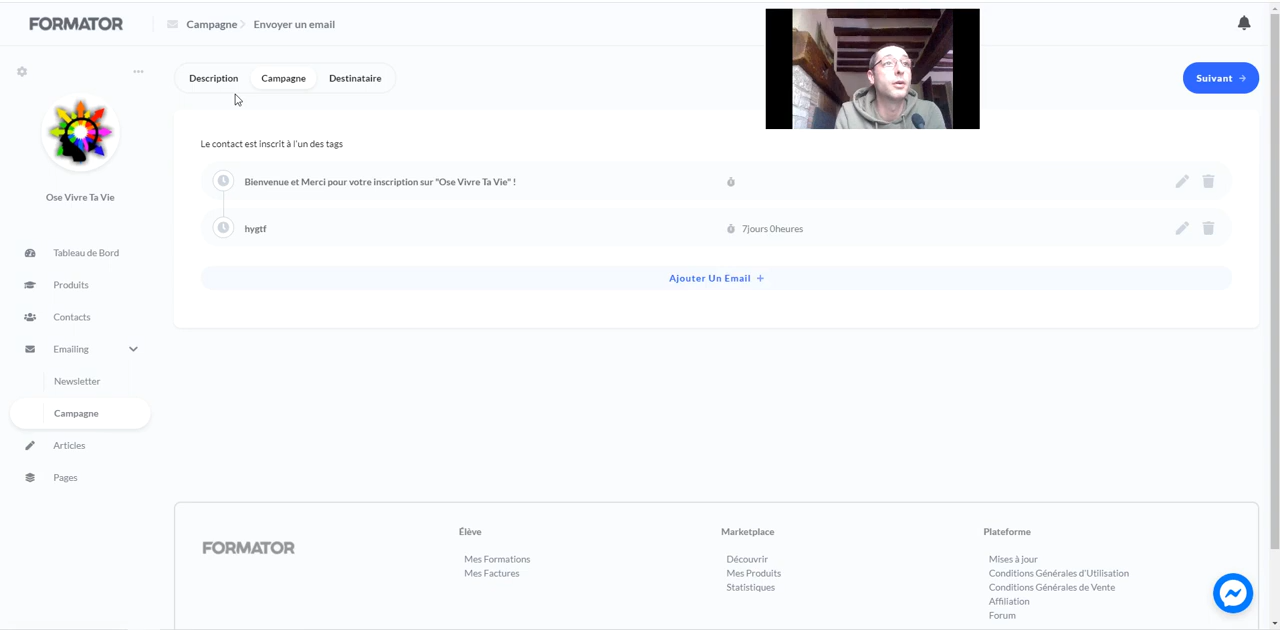 FORMATOR
Campagne
Envoyer un email
Description
Campagne
Destinataire
Suivant
Ose Vivre Ta Vie
Tableau de Bord
Produits
Contacts
Emailing
Newsletter
Campagne
Articles
Pages
Le contact est inscrit à l'un des tags
Bienvenue et Merci pour votre inscription sur "Ose Vivre Ta Vie" !
hygtf
7jours 0heures
Ajouter Un Email +
FORMATOR
Élève
Mes Formations
Mes Factures
Marketplace
Découvrir
Mes Produits
Statistiques
Plateforme
Mises à jour
Conditions Générales d'Utilisation
Conditions Générales de Vente
Affiliation
Forum